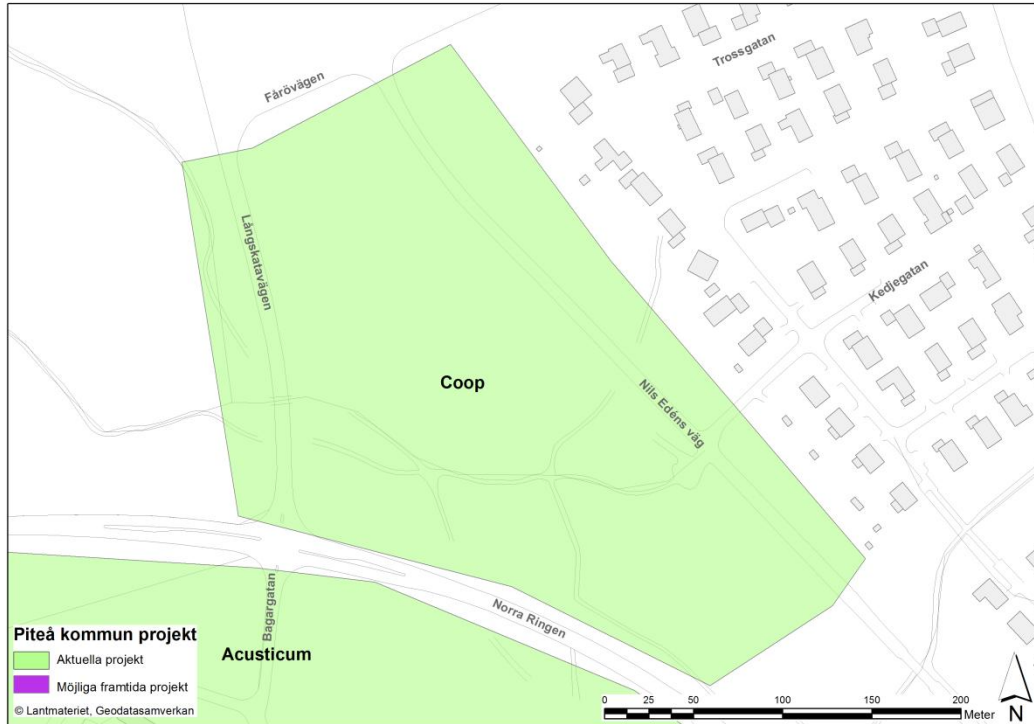 Trossgatan
Fårövägen
Långskatavägen
Kedjegatan
Coop
Nils Edéns väg
Norra Ringen
Bagargatan
Acusticum
Piteå kommun projekt
Aktuella projekt
Möjliga framtida projekt
© Lantmateriet, Geodatasamverkan
0 25 50 100 150 200
Meter
N